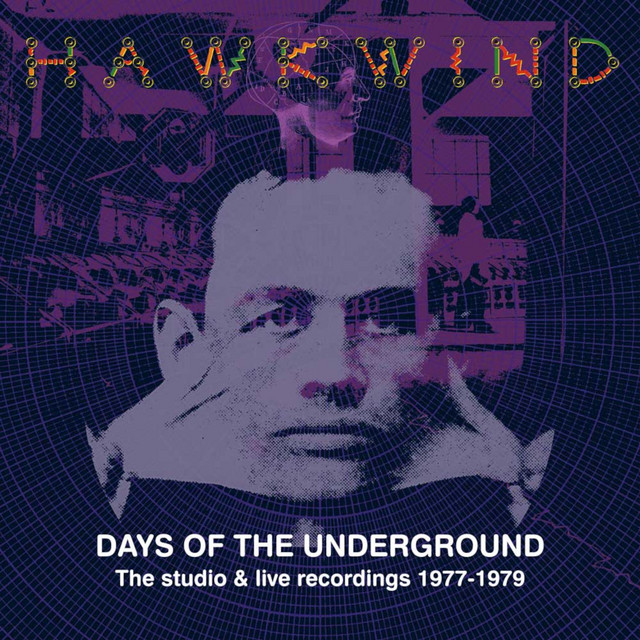 HAWKWIND
DAYS OF THE UNDERGROUND
The studio & live recordings 1977-1979